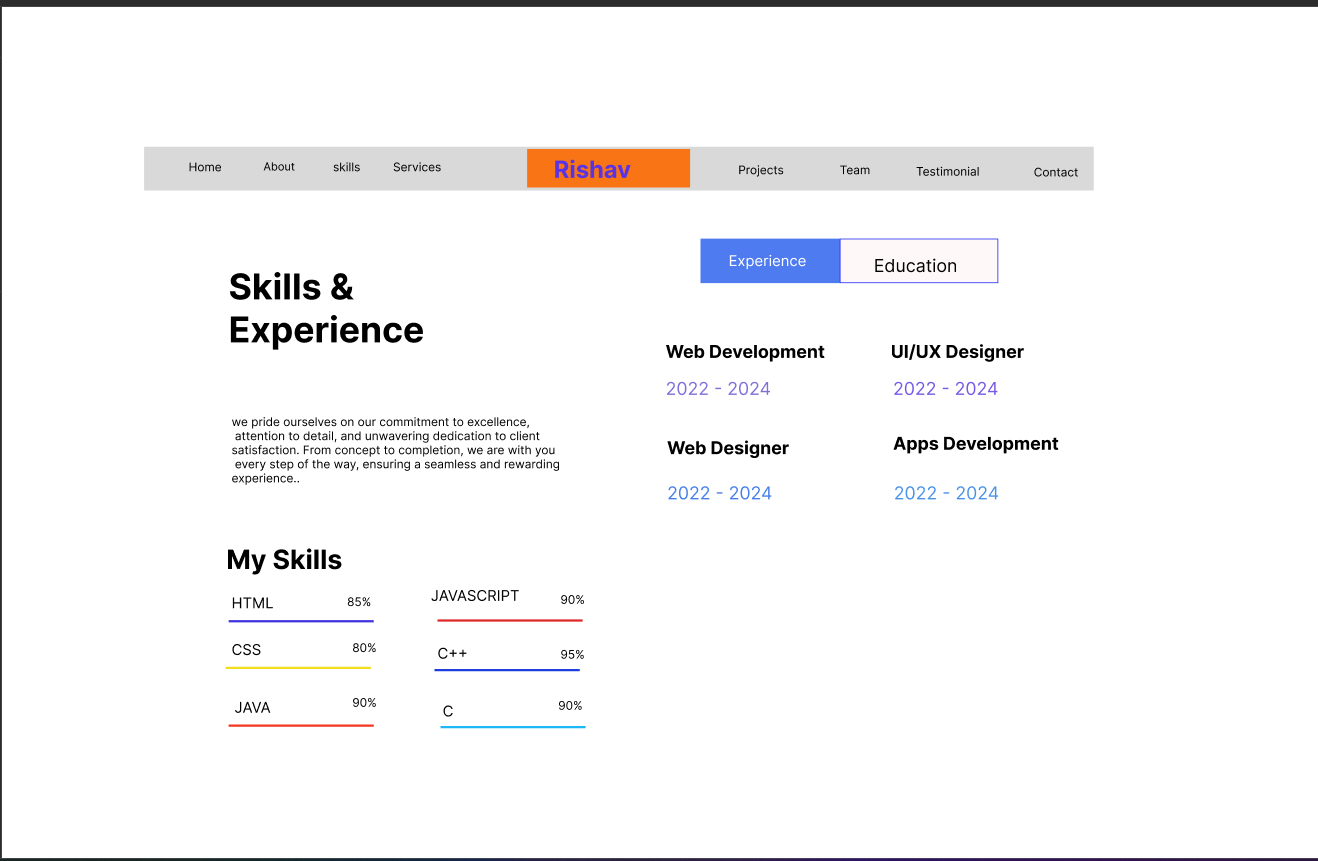 Home About skills Services Rishav Projects Team Testimonial Contact
Skills &
Experience
we pride ourselves on our commitment to excellence,
attention to detail, and unwavering dedication to client
satisfaction. From concept to completion, we are with you
every step of the way, ensuring a seamless and rewarding
experience..
My Skills
HTML 85%
JAVASCRIPT 90%
CSS 80%
C++ 95%
JAVA 90%
C 90%
Experience Education
Web Development
2022 - 2024
UI/UX Designer
2022 - 2024
Web Designer
2022 - 2024
Apps Development
2022 - 2024